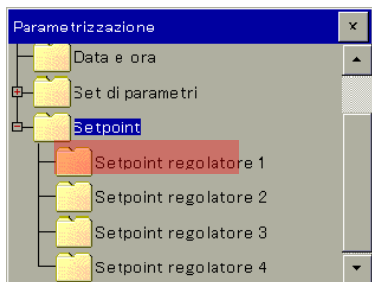 Parametrizzazione
Data e ora
Set di parametri
Setpoint
Setpoint regolatore 1
Setpoint regolatore 2
Setpoint regolatore 3
Setpoint regolatore 4